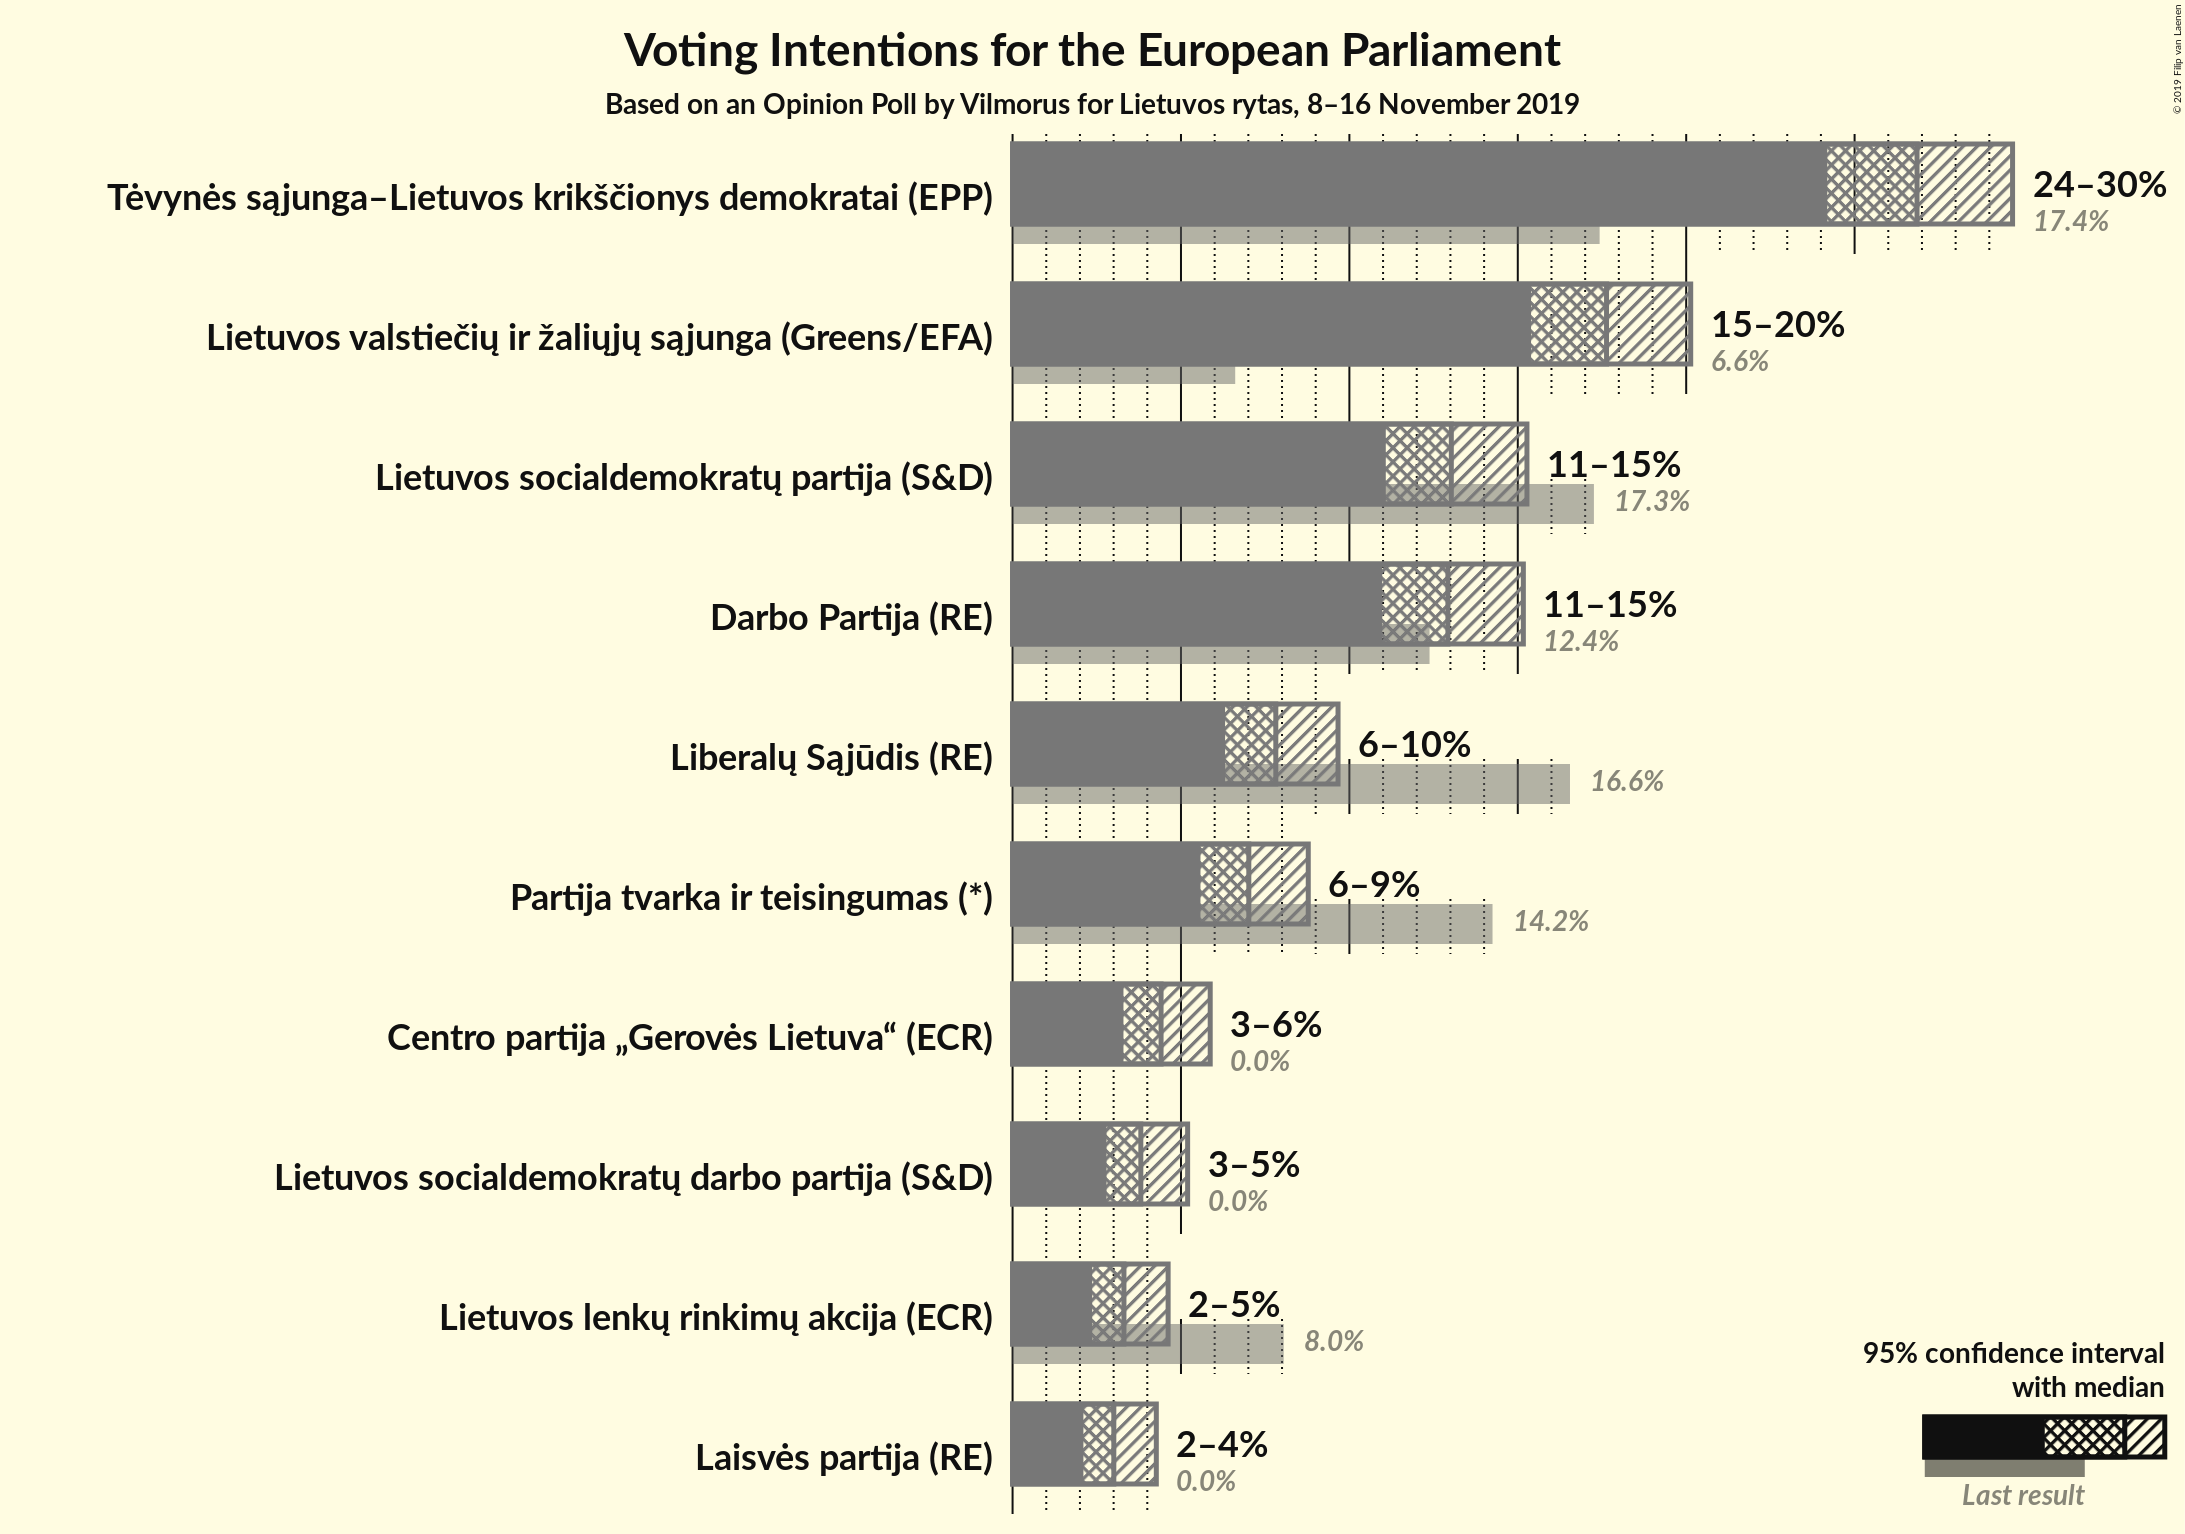 Voting Intentions for the European Parliament
Based on an Opinion Poll by Vilmorus for Lietuvos rytas, 8–16 November 2019
© 2019 Filip van Laenen
Tėvynės sąjunga–Lietuvos krikščionys demokratai (EPP)
24–30%
17.4%
Lietuvos valstiečių ir žaliųjų sąjunga (Greens/EFA)
15–20%
6.6%
Lietuvos socialdemokratų partija (S&D)
11–15%
17.3%
Darbo Partija (RE)
11–15%
12.4%
Liberalų Sąjūdis (RE)
6–10%
16.6%
Partija tvarka ir teisingumas (*)
6–9%
14.2%
Centro partija „Gerovės Lietuva“ (ECR)
3–6%
0.0%
Lietuvos socialdemokratų darbo partija (S&D)
3–5%
0.0%
Lietuvos lenkų rinkimų akcija (ECR)
2–5%
8.0%
Laisvės partija (RE)
2–4%
0.0%
95% confidence interval
with median
Last result